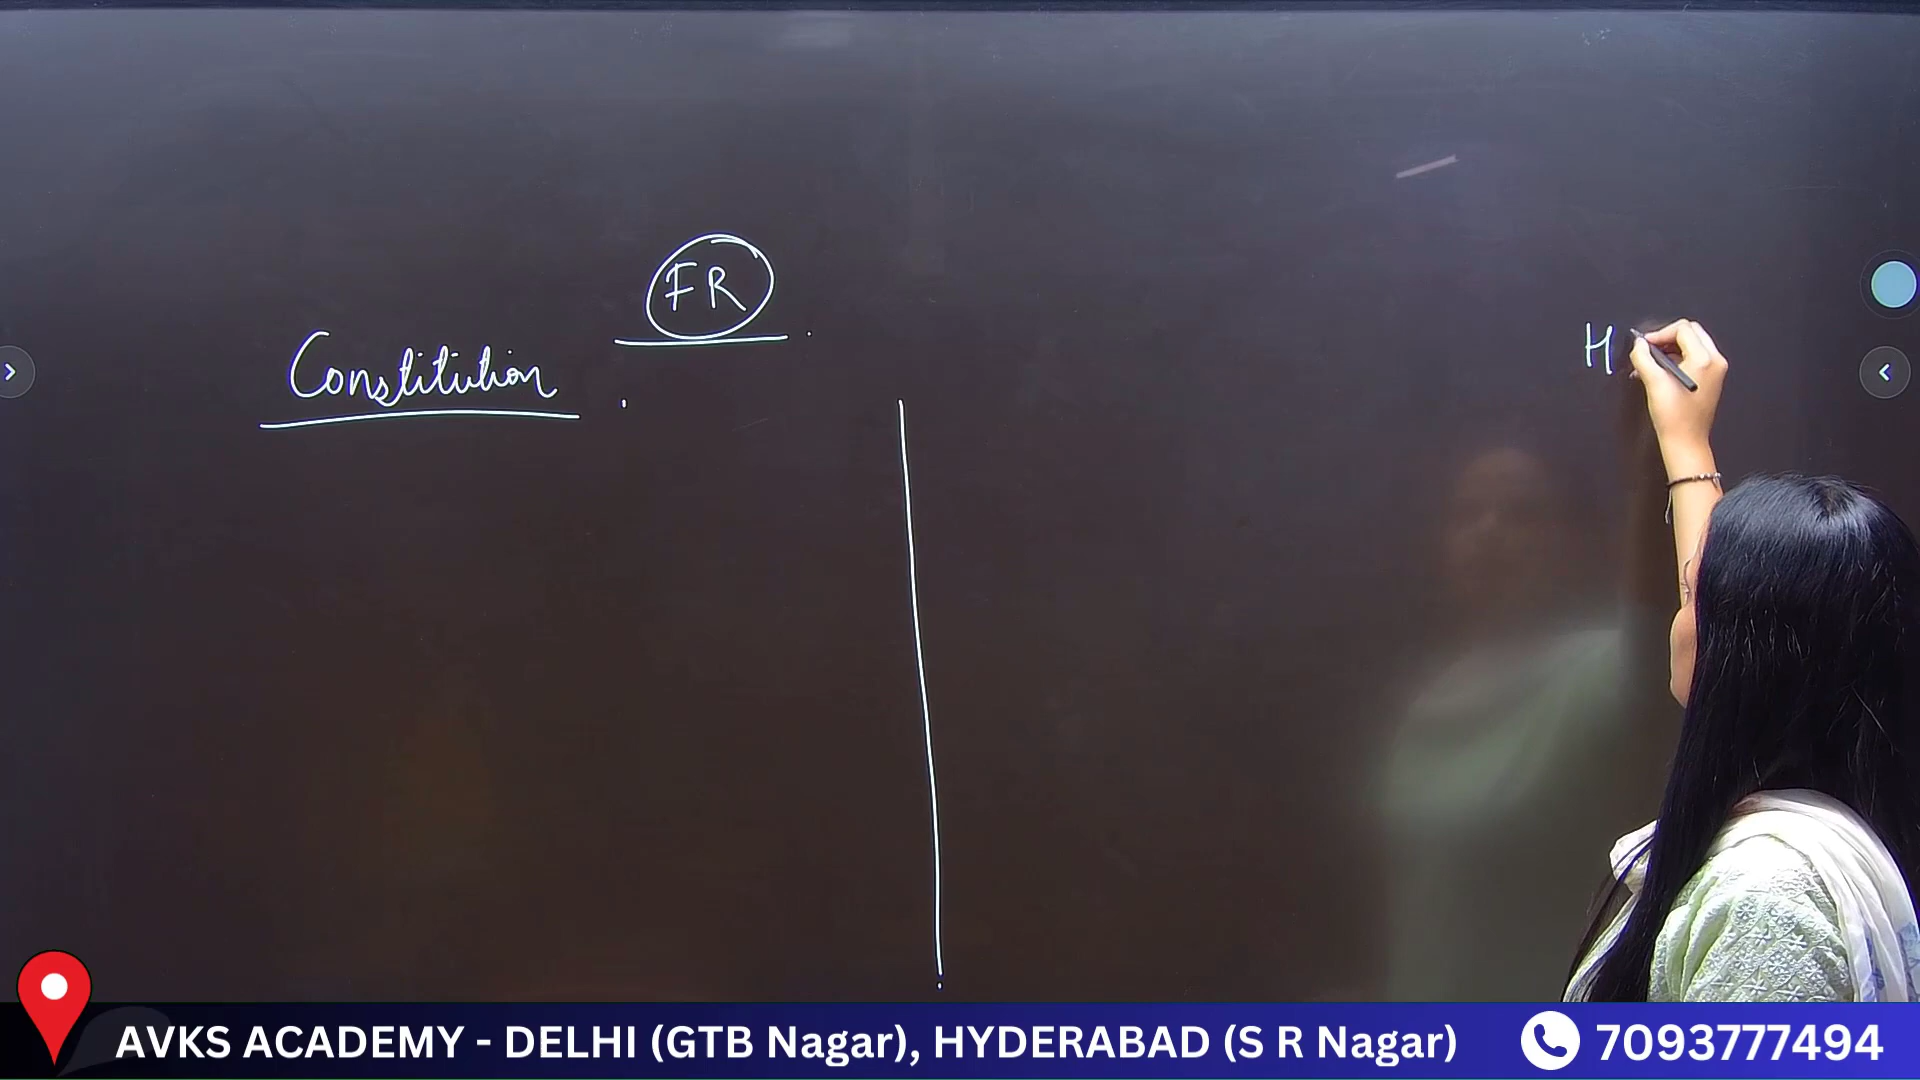 FR
Constitution
H
AVKS ACADEMY - DELHI (GTB Nagar), HYDERABAD (S R Nagar)
7093777494